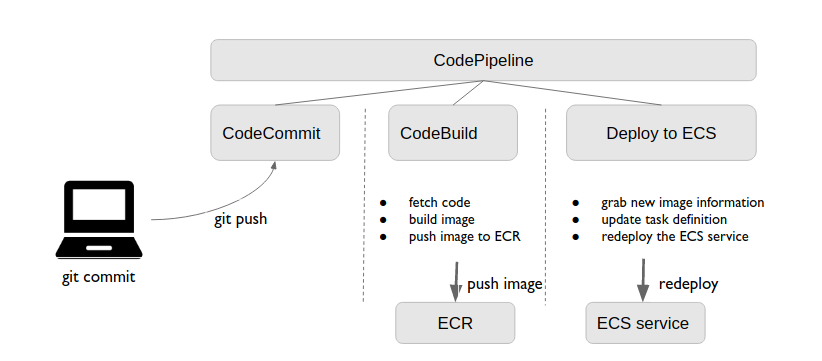 CodePipeline
CodeCommit
CodeBuild
Deploy to ECS
git push
git commit
● fetch code
● build image
● push image to ECR
● grab new image information
● update task definition
● redeploy the ECS service
push image
redeploy
ECR
ECS service